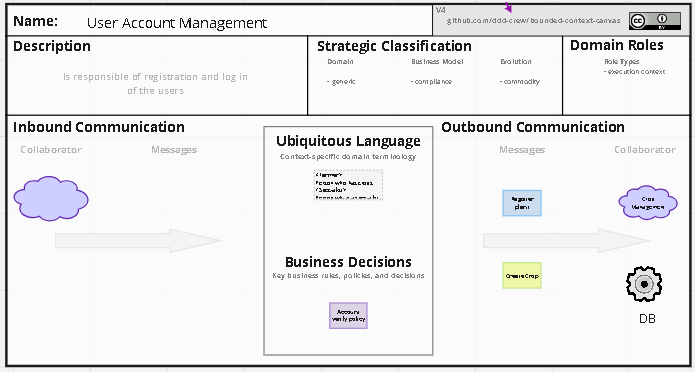 V4
Name: User Account Management
github.com/ddd-crew/bounded-context-canvas
CC
BY
Description
Is responsible of registration and log in
of the users
Strategic Classification
Domain
- generic
Business Model
- compliance
Evolution
- commodity
Domain Roles
Role Types
- execution context
Inbound Communication
Collaborator
Messages
Ubiquitous Language
Context-specific domain terminology
Business Decisions
Key business rules, policies, and decisions
Account
verify policy
Outbound Communication
Messages
Collaborator
Register
Crop
Management
Create Crop
DB